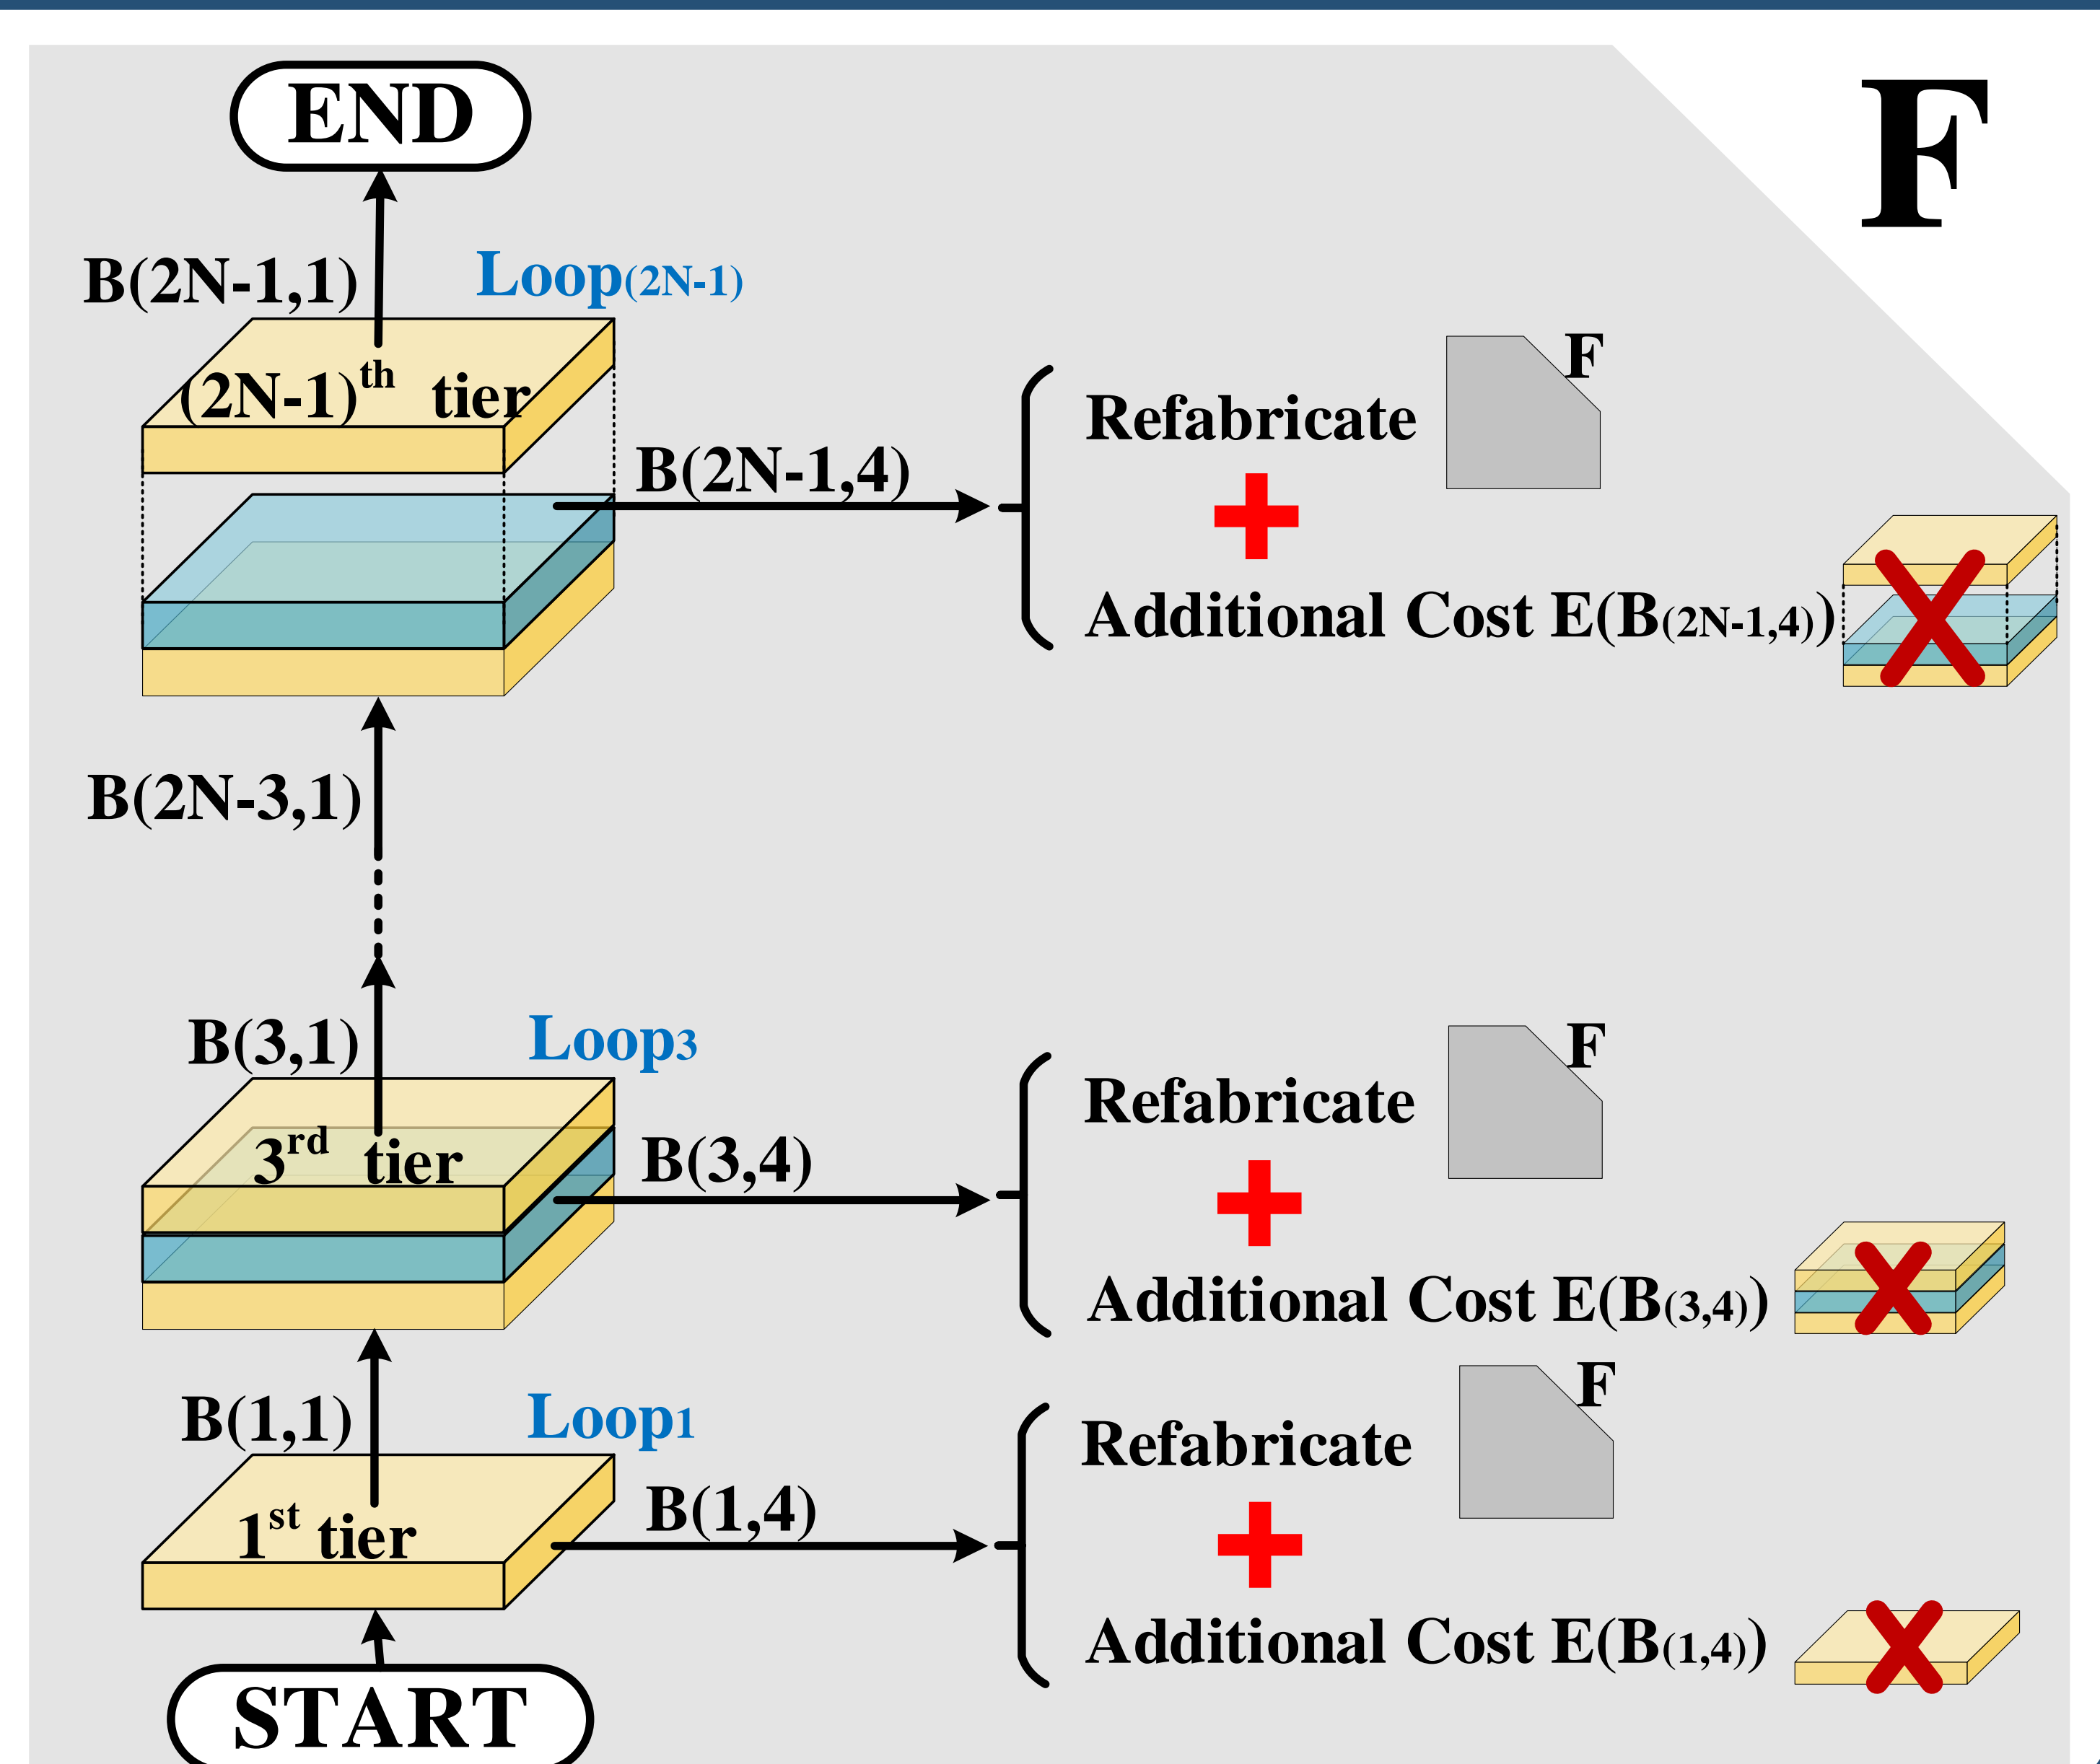 F
END
B(2N-1,1)
Loop(2N-1)
(2N-1)th tier
B(2N-1,4)
Refabricate
F
+
Additional Cost E(B(2N-1,4))
B(2N-3,1)
B(3,1)
Loop3
3rd tier
B(3,4)
Refabricate
F
+
Additional Cost E(B(3,4))
B(1,1)
Loop1
1st tier
B(1,4)
Refabricate
F
+
Additional Cost E(B(1,4))
START